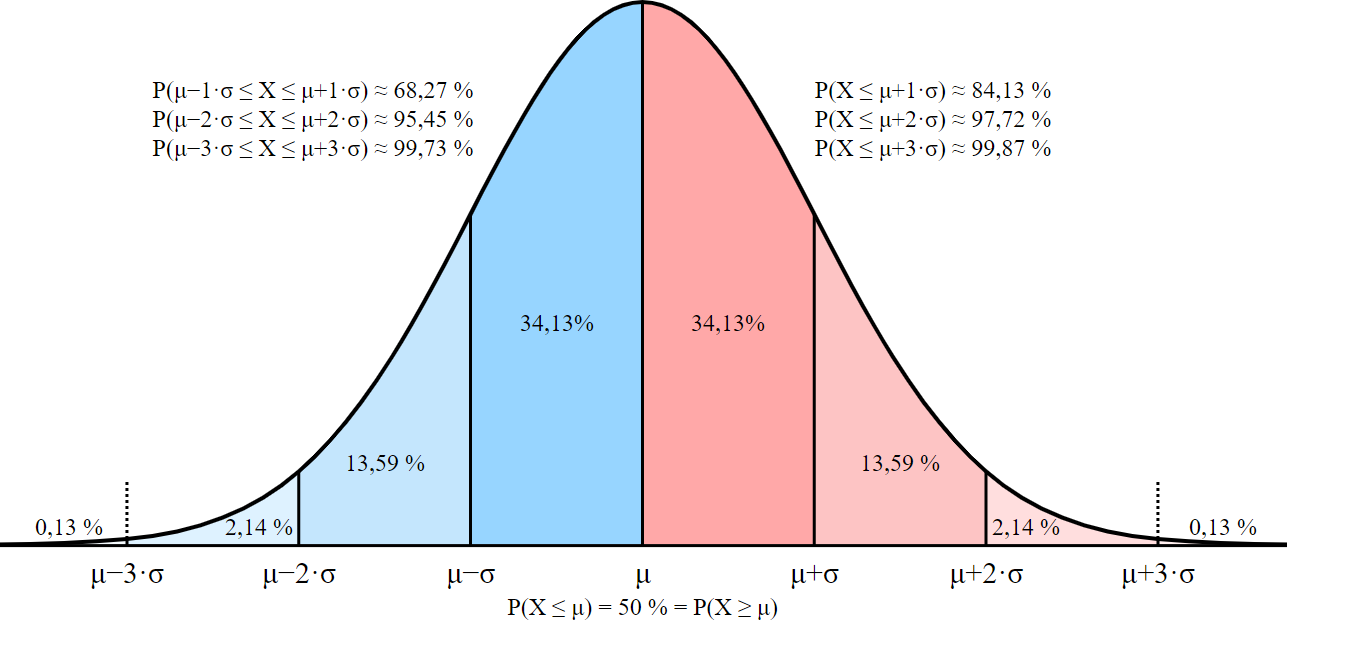 P(μ−1·σ ≤ X ≤ μ+1·σ) ≈ 68,27 %
P(μ−2·σ ≤ X ≤ μ+2·σ) ≈ 95,45 %
P(μ−3·σ ≤ X ≤ μ+3·σ) ≈ 99,73 %
P(X ≤ μ+1·σ) ≈ 84,13 %
P(X ≤ μ+2·σ) ≈ 97,72 %
P(X ≤ μ+3·σ) ≈ 99,87 %
34,13%
34,13%
13,59 %
13,59 %
0,13 %
2,14 %
2,14 %
0,13 %
μ−3·σ
μ−2·σ
μ−σ
μ
μ+σ
μ+2·σ
μ+3·σ
P(X ≤ μ) = 50 % = P(X ≥ μ)